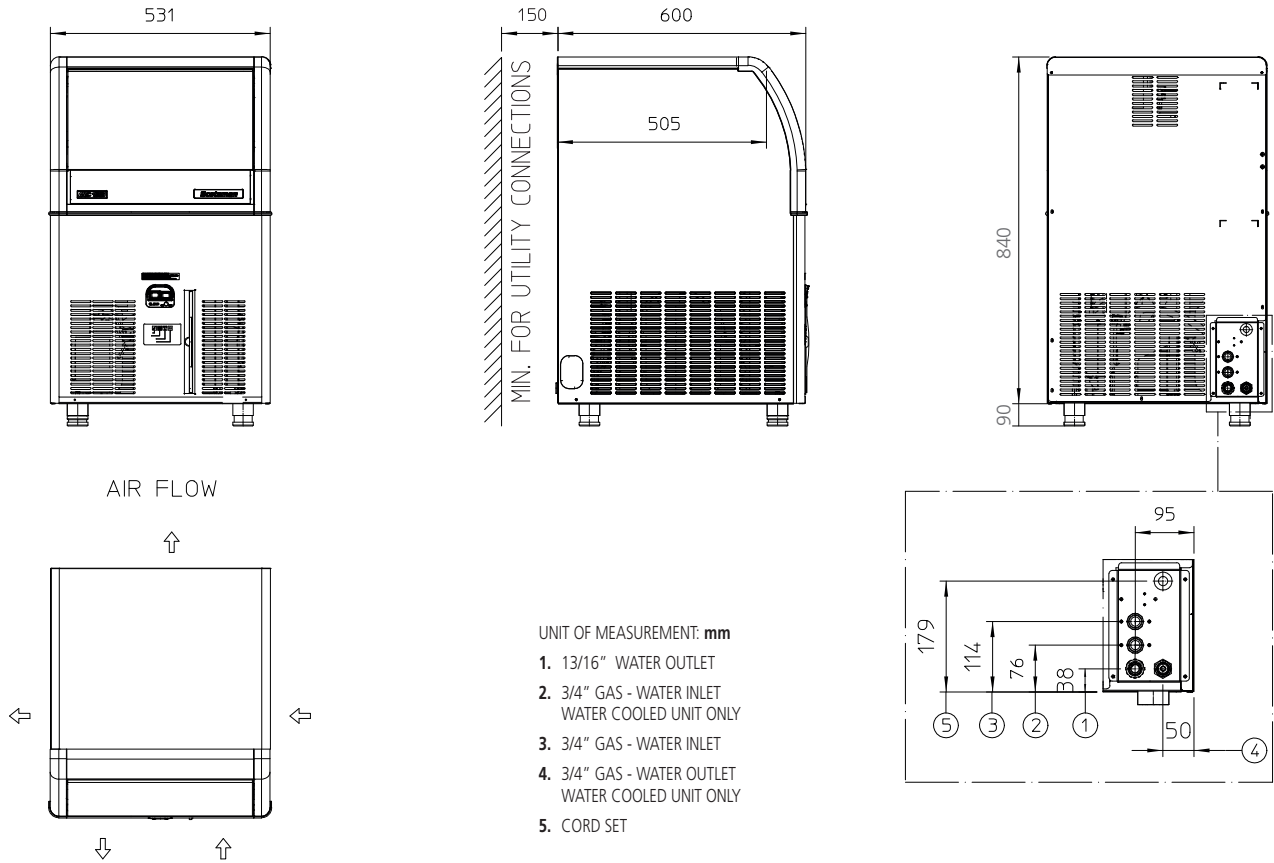 531
150
600
MIN. FOR UTILITY CONNECTIONS
505
840
90
AIR FLOW
95
179
114
76
38
50
5
3
2
1
4
UNIT OF MEASUREMENT: mm
1. 13/16” WATER OUTLET
2. 3/4” GAS - WATER INLET
WATER COOLED UNIT ONLY
3. 3/4” GAS - WATER INLET
4. 3/4” GAS - WATER OUTLET
WATER COOLED UNIT ONLY
5. CORD SET